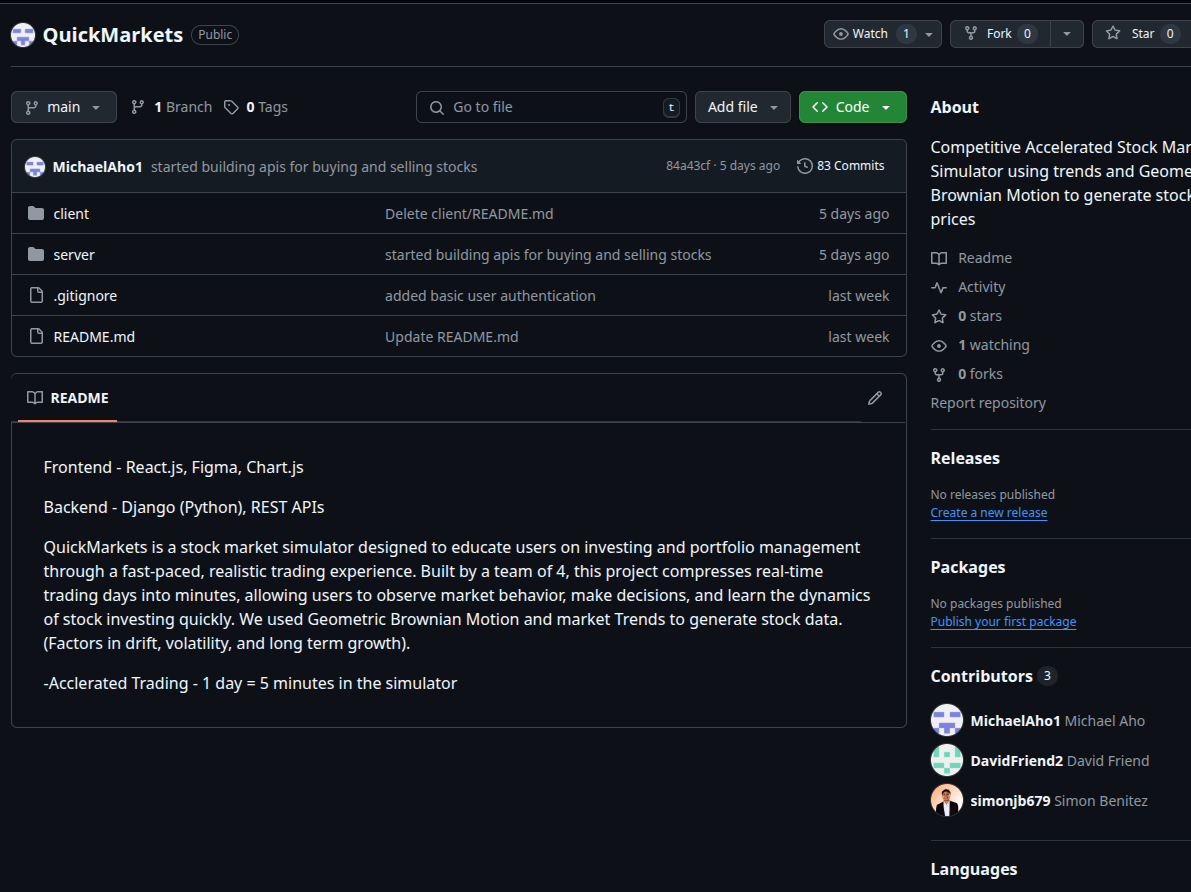 QuickMarkets Public
Watch 1 Fork 0 Star 0
main 1 Branch 0 Tags Go to file t Add file Code
MichaelAho1 started building apis for buying and selling stocks 84a43cf · 5 days ago 83 Commits
client Delete client/README.md 5 days ago
server started building apis for buying and selling stocks 5 days ago
.gitignore added basic user authentication last week
README.md Update README.md last week
README
Frontend - React.js, Figma, Chart.js
Backend - Django (Python), REST APIs
QuickMarkets is a stock market simulator designed to educate users on investing and portfolio management
through a fast-paced, realistic trading experience. Built by a team of 4, this project compresses real-time
trading days into minutes, allowing users to observe market behavior, make decisions, and learn the dynamics
of stock investing quickly. We used Geometric Brownian Motion and market Trends to generate stock data.
(Factors in drift, volatility, and long term growth).
-Acclerated Trading - 1 day = 5 minutes in the simulator
About
Competitive Accelerated Stock Mar
Simulator using trends and Geome
Brownian Motion to generate stock
prices
Readme
Activity
0 stars
1 watching
0 forks
Report repository
Releases
No releases published
Create a new release
Packages
No packages published
Publish your first package
Contributors 3
MichaelAho1 Michael Aho
DavidFriend2 David Friend
simonjb679 Simon Benitez
Languages